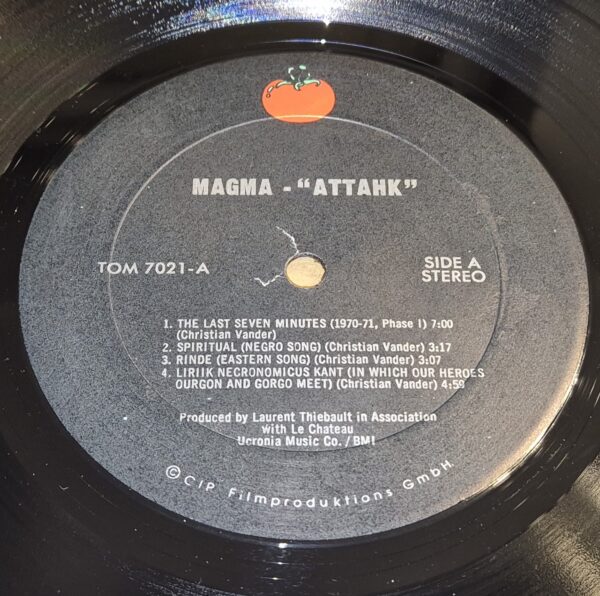 MAGMA - "ATTAHK"
TOM 7021-A
SIDE A
STEREO
1. THE LAST SEVEN MINUTES (1970-71, Phase I) 7:00
(Christian Vander)
2. SPIRITUAL (NEGRO SONG) (Christian Vander) 3:17
3. RINDE (EASTERN SONG) (Christian Vander) 3:07
4. LIRIIK NECRONOMICUS KANT (IN WHICH OUR HEROES
OURGON AND GORGO MEET) (Christian Vander) 4:59
Produced by Laurent Thiebault in Association
with Le Chateau
Ucronia Music Co. / BMI
©CIP Filmproduktions GmbH